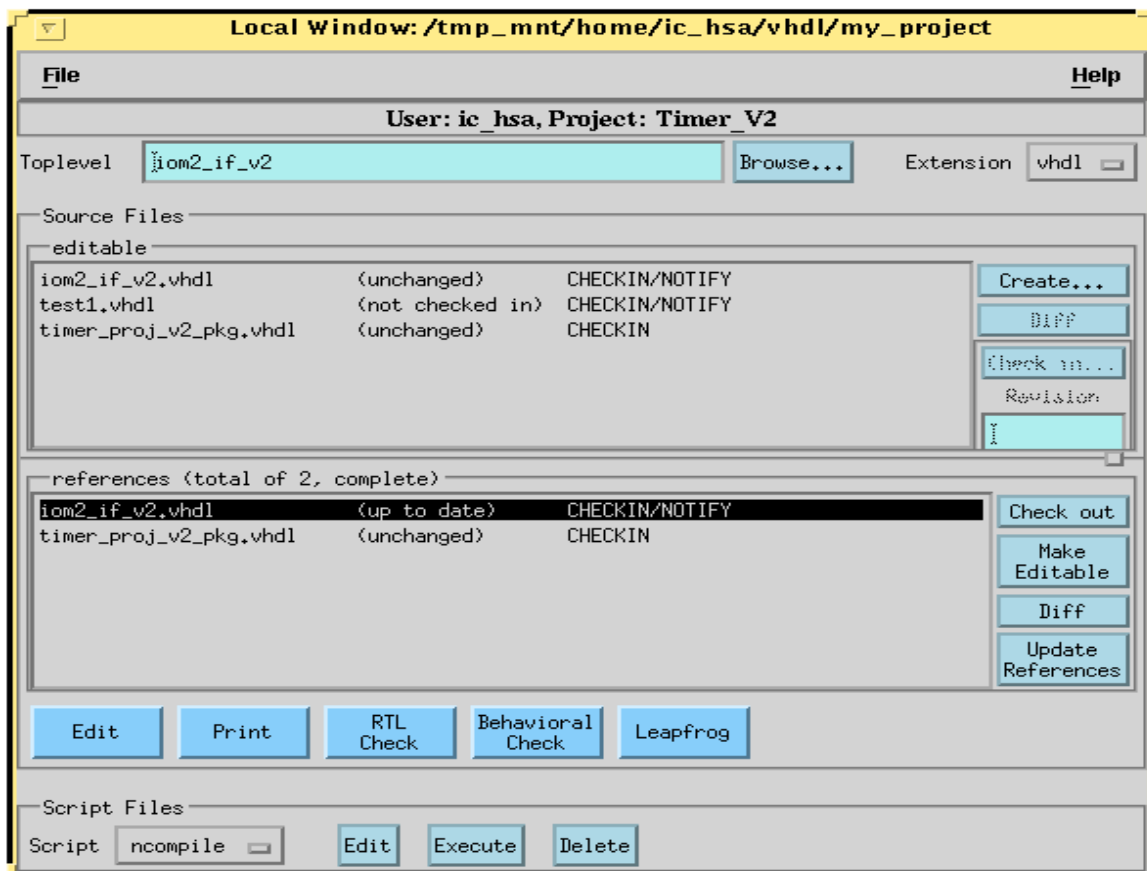 Local Window: /tmp_mnt/home/ic_hsa/vhdl/my_project
File Help
User: ic_hsa, Project: Timer_V2
Toplevel iom2_if_v2 Browse... Extension vhdl
Source Files
editable
iom2_if_v2.vhdl (unchanged) CHECKIN/NOTIFY
test1.vhdl (not checked in) CHECKIN/NOTIFY
timer_proj_v2_pkg.vhdl (unchanged) CHECKIN
Create...
Diff
Check in...
Revision
references (total of 2, complete)
iom2_if_v2.vhdl (up to date) CHECKIN/NOTIFY
timer_proj_v2_pkg.vhdl (unchanged) CHECKIN
Check out
Make
Editable
Diff
Update
References
Edit
Print
RTL
Check
Behavioral
Check
Leapfrog
Script Files
Script ncompile Edit Execute Delete